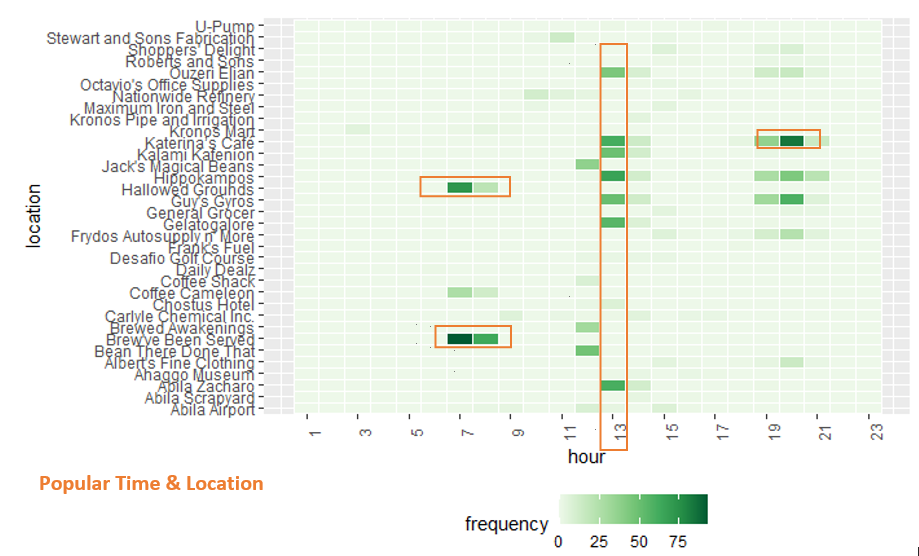 U-Pump
Stewart and Sons Fabrication
Shoppers' Delight
Roberts and Sons
Ouzeri Elian
Octavio's Office Supplies
Nationwide Refinery
Maximum Iron and Steel
Kronos Pipe and Irrigation
Kronos Mart
Katerina's Cafe
Kalami Kafenion
Jack's Magical Beans
Hippokampos
Hallowed Grounds
Guy's Gyros
General Grocer
Gelatogalore
Frydos Autosupply n' More
Frank's Fuel
Desafio Golf Course
Daily Dealz
Coffee Shack
Coffee Cameleon
Chostus Hotel
Carlyle Chemical Inc.
Brewed Awakenings
Brew've Been Served
Bean There Done That
Albert's Fine Clothing
Ahaggo Museum
Abila Zacharo
Abila Scrapyard
Abila Airport
location
1 3 5 7 9 11 13 15 17 19 21 23
hour
Popular Time & Location
frequency
0 25 50 75